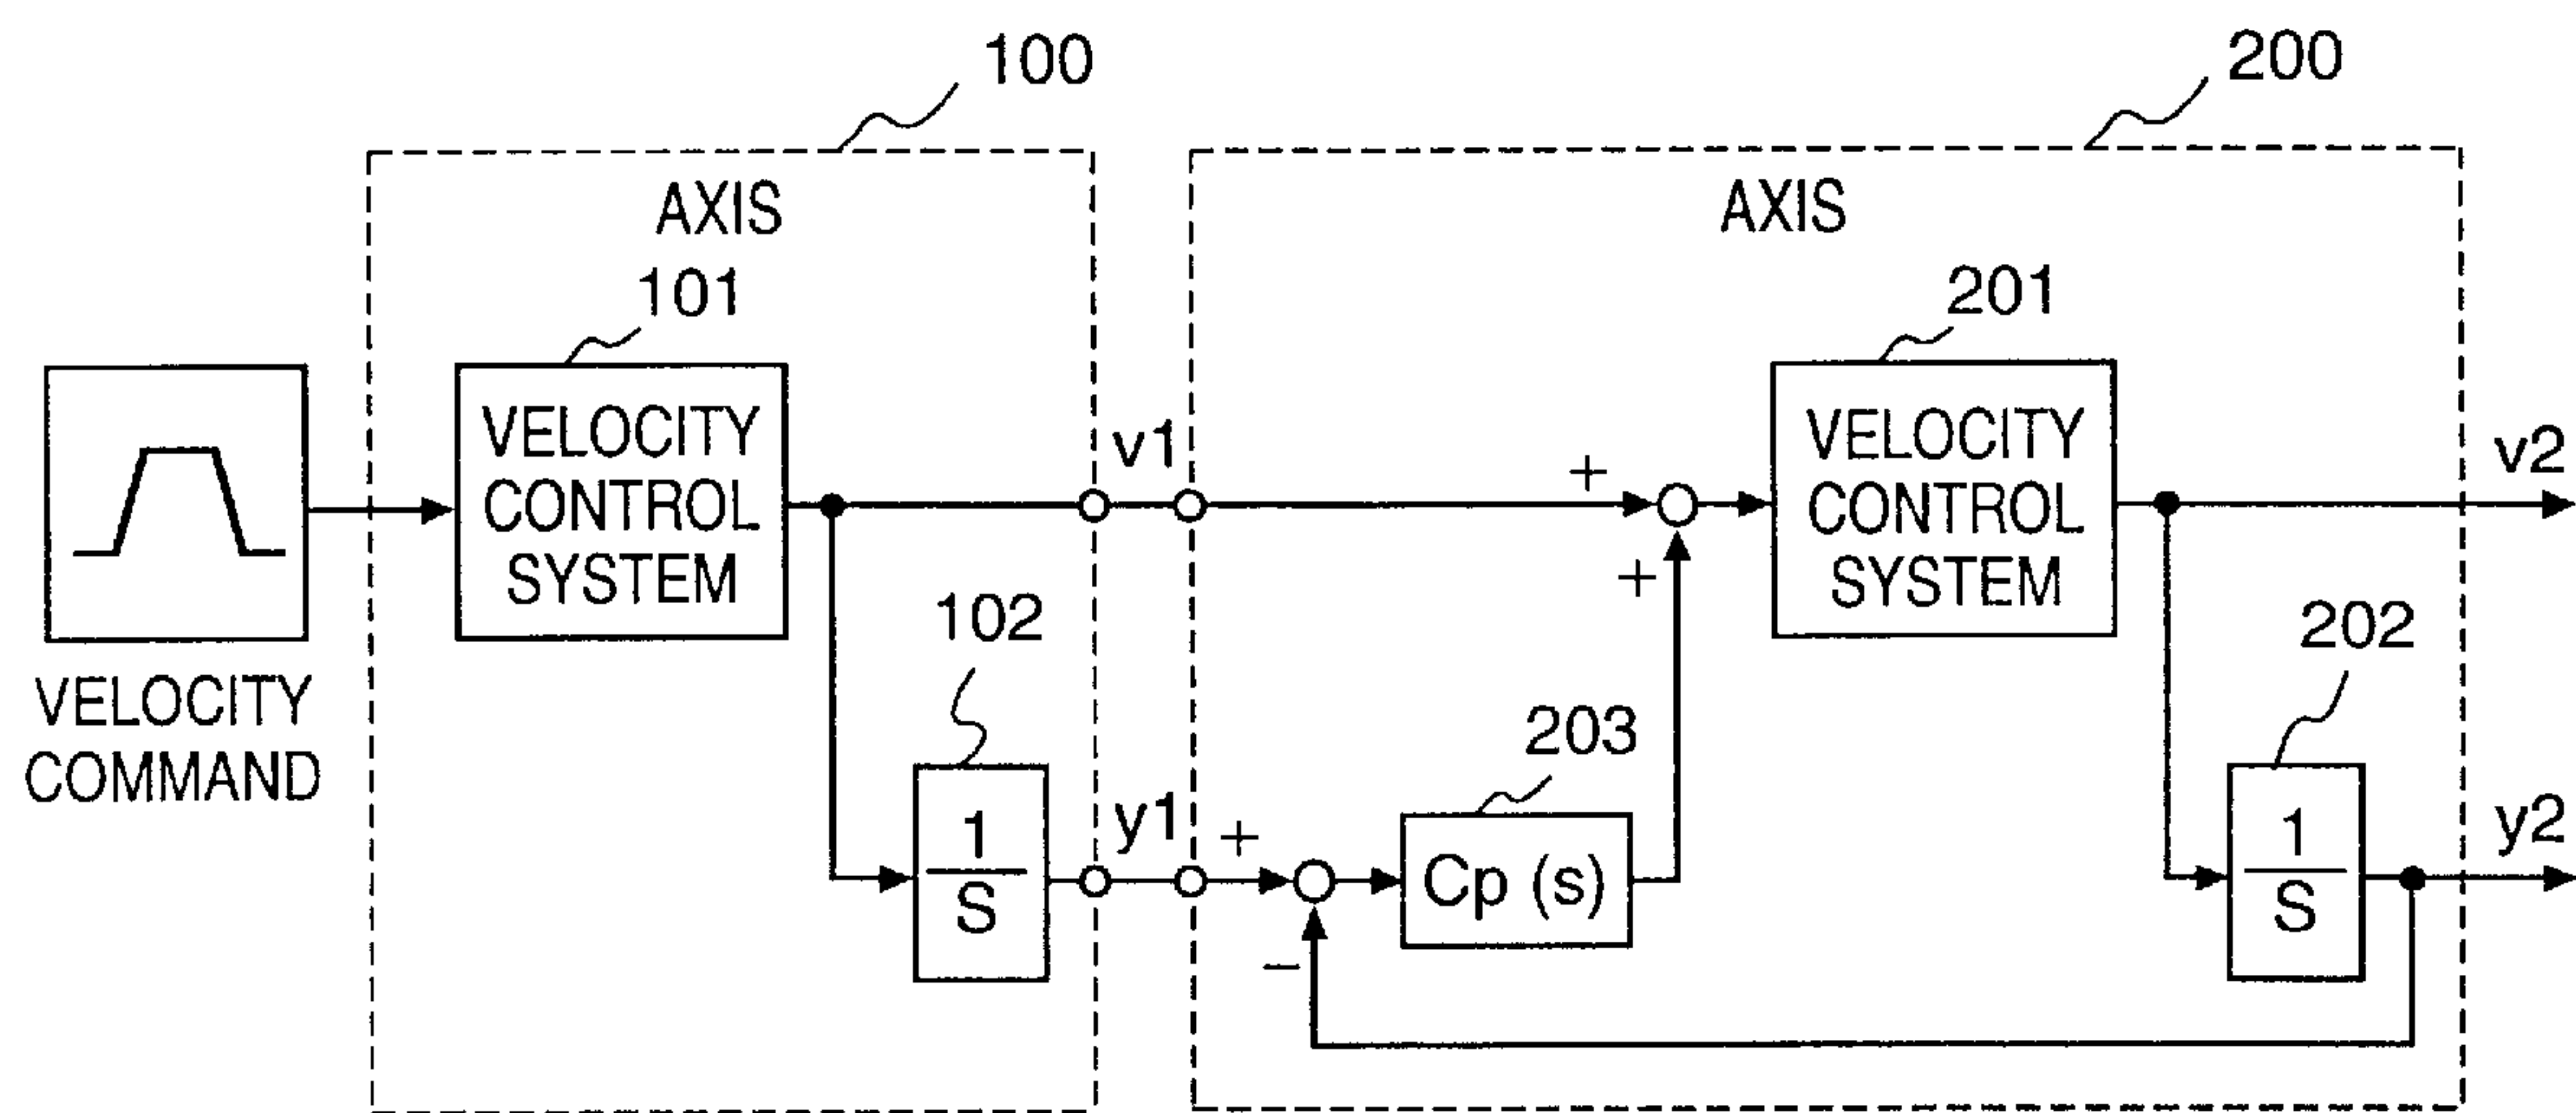 100
200
AXIS
AXIS
101
201
VELOCITY
CONTROL
SYSTEM
v1
+
+
VELOCITY
CONTROL
SYSTEM
v2
VELOCITY
COMMAND
102
1
S
y1
+
−
203
Cp (s)
202
1
S
y2